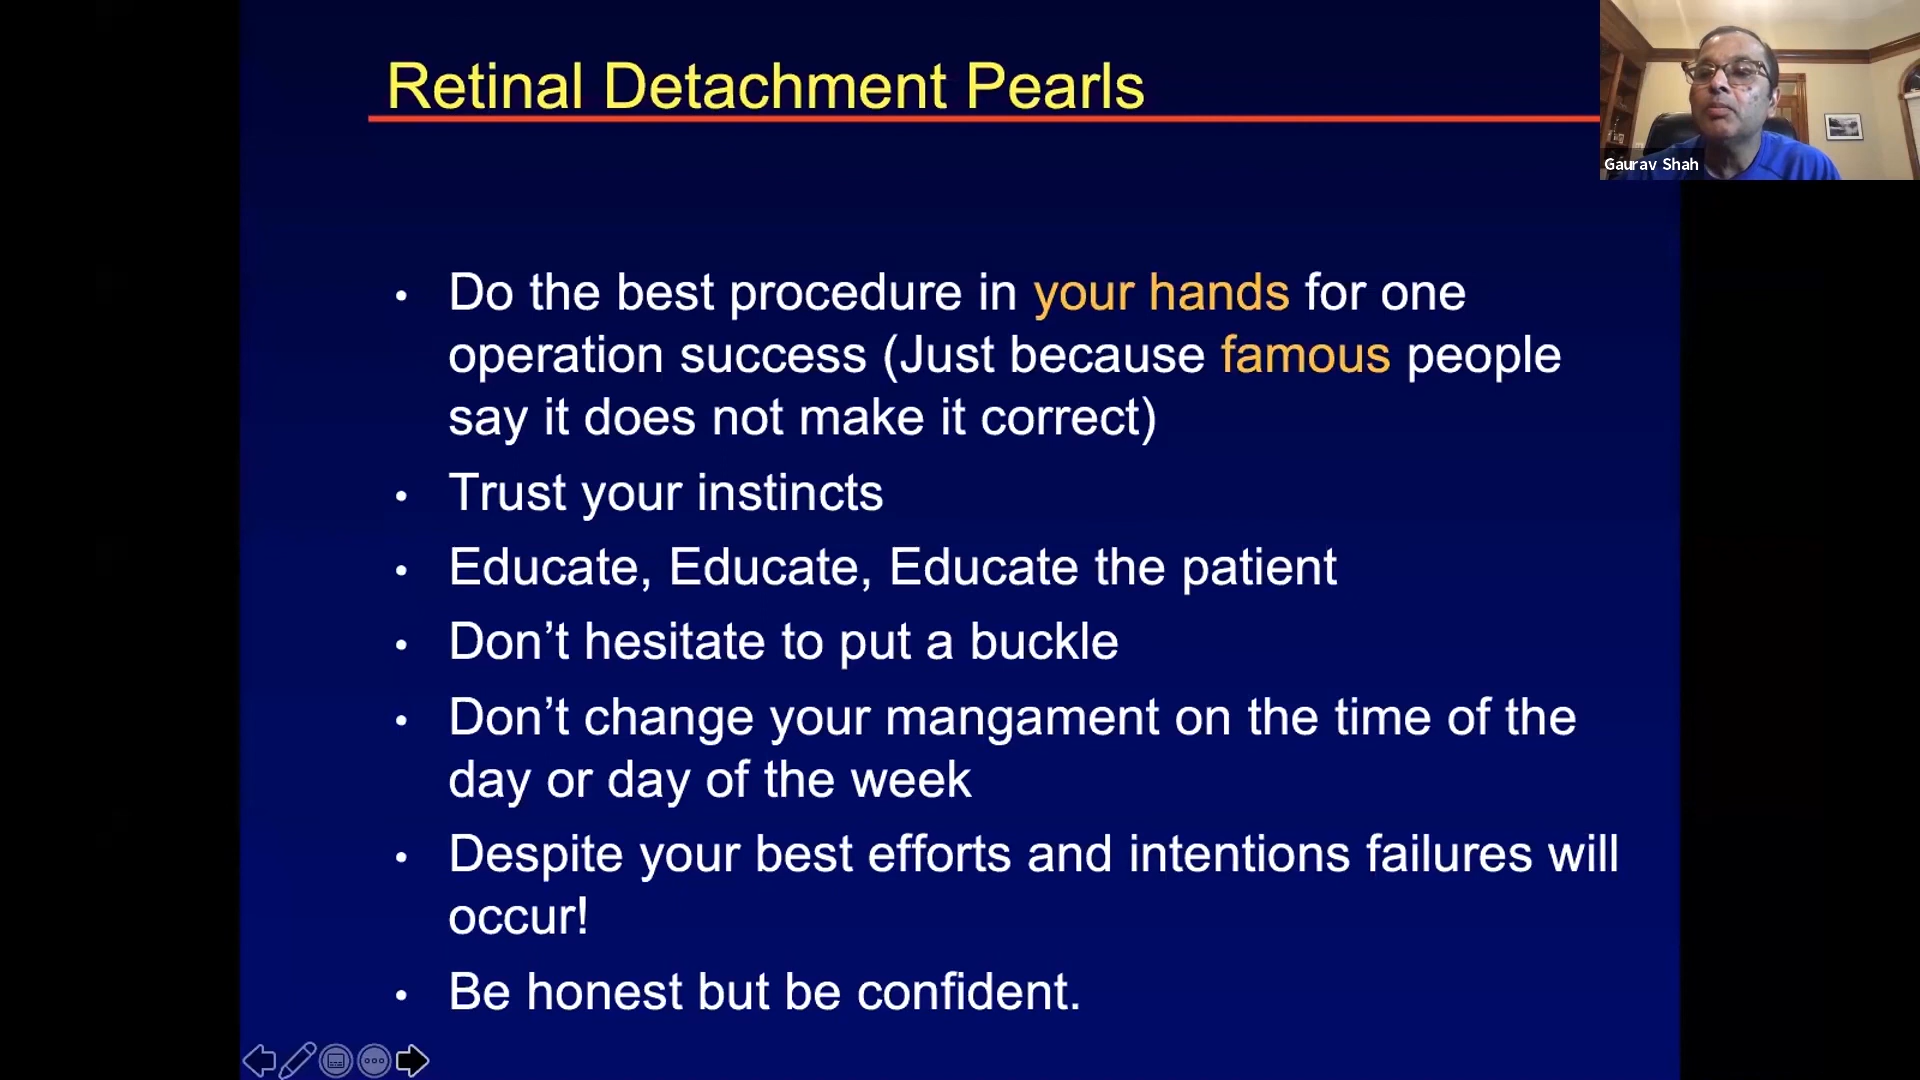 Retinal Detachment Pearls
Gaurav Shah
• Do the best procedure in your hands for one
operation success (Just because famous people
say it does not make it correct)
• Trust your instincts
• Educate, Educate, Educate the patient
• Don’t hesitate to put a buckle
• Don’t change your mangament on the time of the
day or day of the week
• Despite your best efforts and intentions failures will
occur!
• Be honest but be confident.